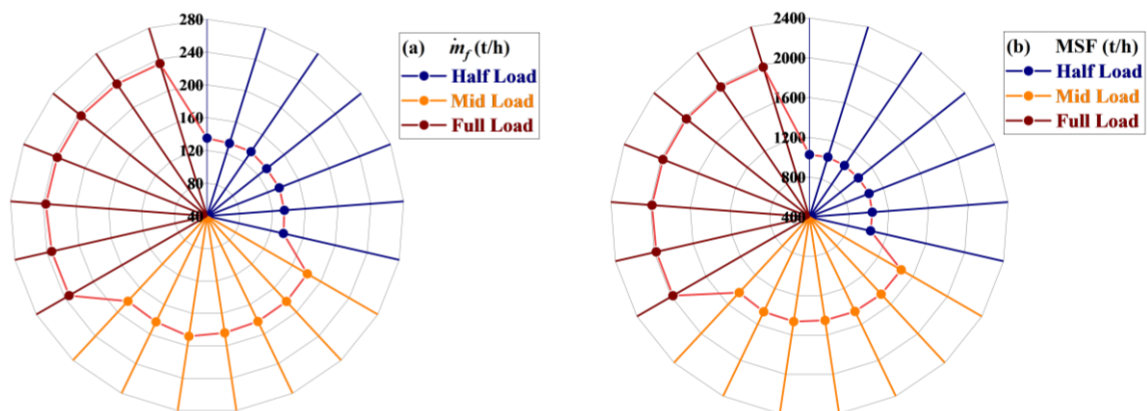 280
240
200
160
120
80
40
(a) ṁf (t/h)
Half Load
Mid Load
Full Load
2400
2000
1600
1200
800
400
(b) MSF (t/h)
Half Load
Mid Load
Full Load